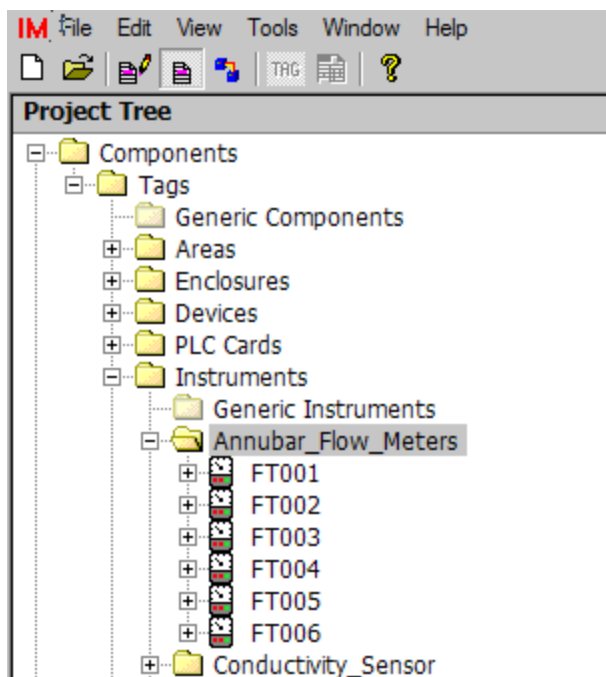 IM File Edit View Tools Window Help
TAG
Project Tree
Components
Tags
Generic Components
Areas
Enclosures
Devices
PLC Cards
Instruments
Generic Instruments
Annubar_Flow_Meters
FT001
FT002
FT003
FT004
FT005
FT006
Conductivity_Sensor